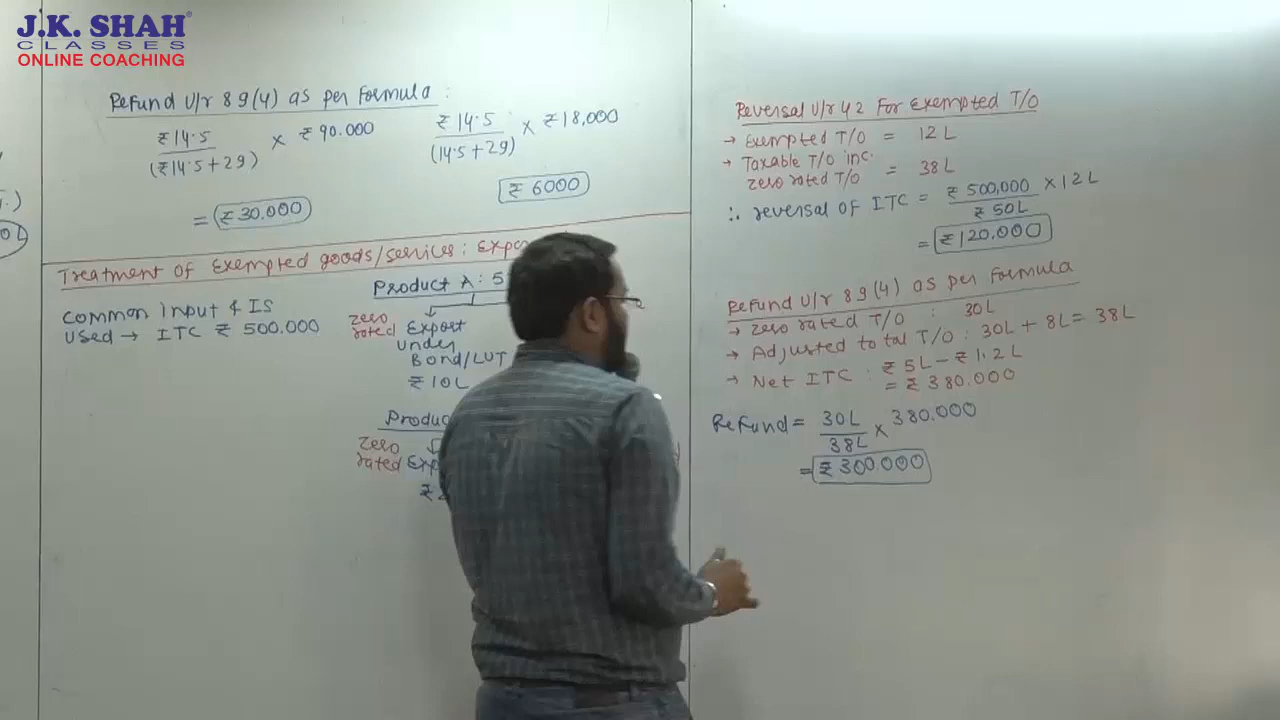 J.K. SHAH®
CLASSES
ONLINE COACHING
Refund U/r 89(4) as per Formula :
₹14.5 / (₹14.5+29) × ₹90.000
= ₹30.000
₹14.5 / (14.5+29) × ₹18,000
₹6000
Treatment of Exempted goods/services:
Common Input & IS
Used → ITC ₹500.000
Product A: 5
zero rated Export
Under
Bond/LUT
₹10L
zero
rated
Reversal U/r 42 For Exempted T/O
→ Exempted T/O = 12L
→ Taxable T/O inc.
zero rated T/O = 38L
∴ reversal of ITC = ₹500,000 / ₹50L × 12L
= ₹120.000
Refund U/r 89(4) as per Formula
→ zero rated T/O : 30L
→ Adjusted total T/O : 30L + 8L = 38L
→ Net ITC : ₹5L - ₹1.2L
= ₹380.000
Refund = 30L / 38L × 380.000
= ₹300.000